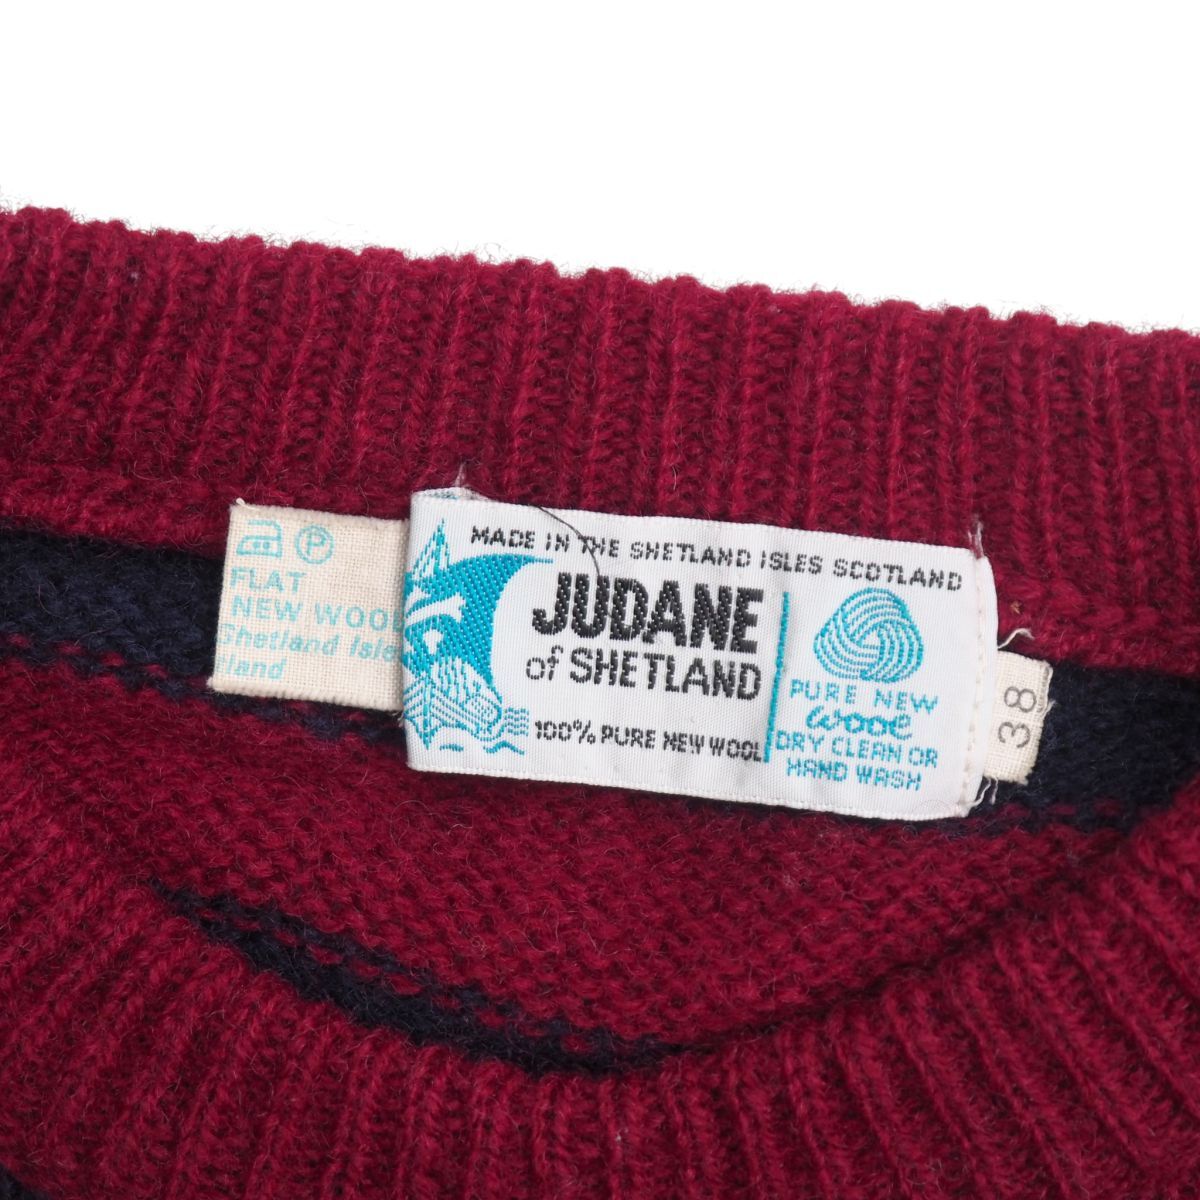 P
FLAT
NEW WOOL
Shetland Isle
MADE IN THE SHETLAND ISLES SCOTLAND
JUDANE
of SHETLAND
100% PURE NEW WOOL
PURE NEW
wool
DRY CLEAN OR
HAND WASH
38